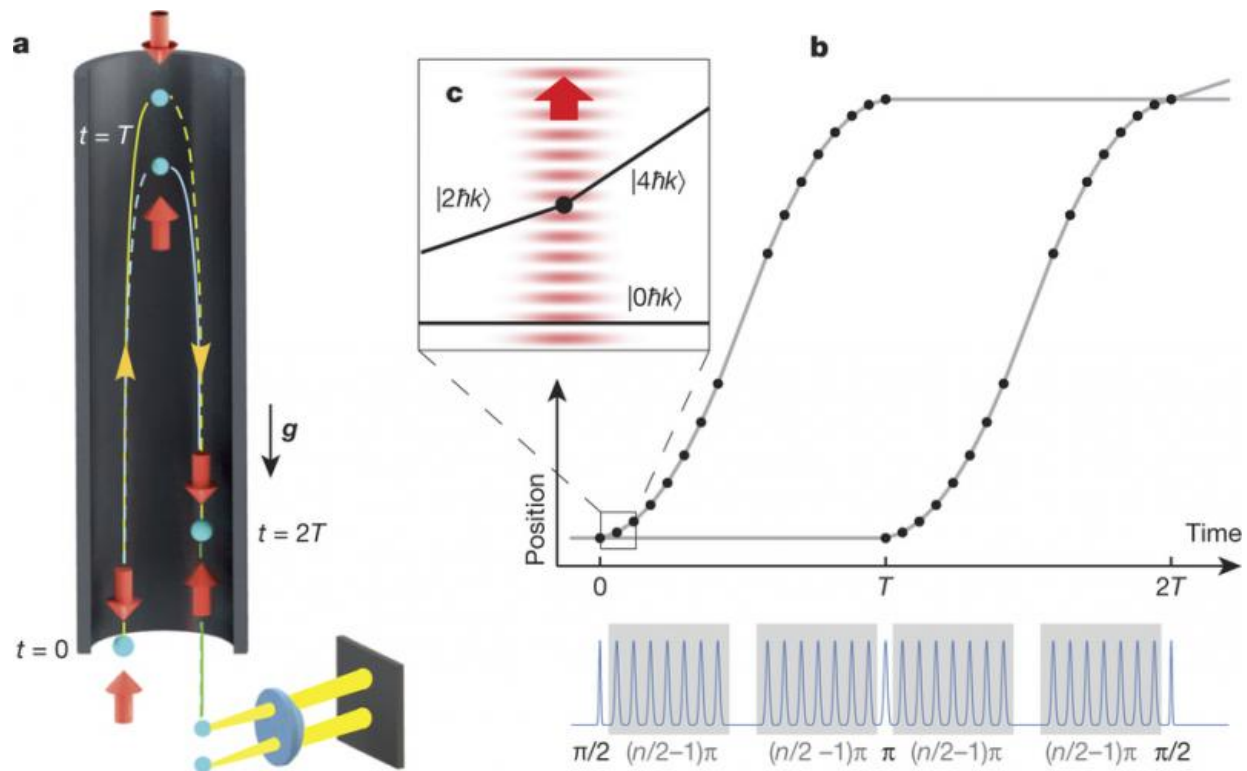 a
t = T
g
t = 2T
t = 0
c
|2ħk⟩
|4ħk⟩
|0ħk⟩
b
Position
Time
0
T
2T
π/2
(n/2–1)π
(n/2 –1)π
π
(n/2–1)π
(n/2–1)π
π/2